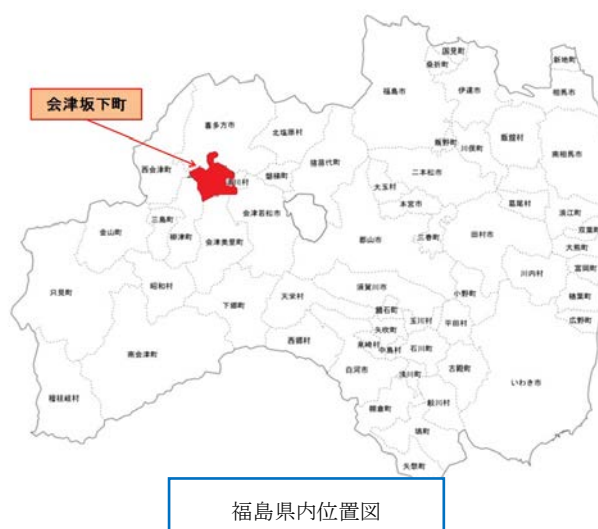 国見町
桑折町
新地町
福島市
伊達市
相馬市
会津坂下町
喜多方市
北塩原村
飯野町
川俣町
飯舘村
南相馬市
西会津町
猪苗代町
磐梯町
湯川村
二本松市
大玉村
本宮市
葛尾村
浪江町
双葉町
大熊町
金山町
三島町
柳津町
会津美里町
会津若松市
郡山市
三春町
田村市
富岡町
川内村
楢葉町
広野町
只見町
昭和村
下郷町
天栄村
須賀川市
小野町
鏡石町
玉川村
平田村
矢吹町
南会津町
西郷村
泉崎村
中島村
石川町
古殿町
白河市
浅川町
いわき市
檜枝岐村
棚倉町
鮫川村
塙町
矢祭町
福島県内位置図